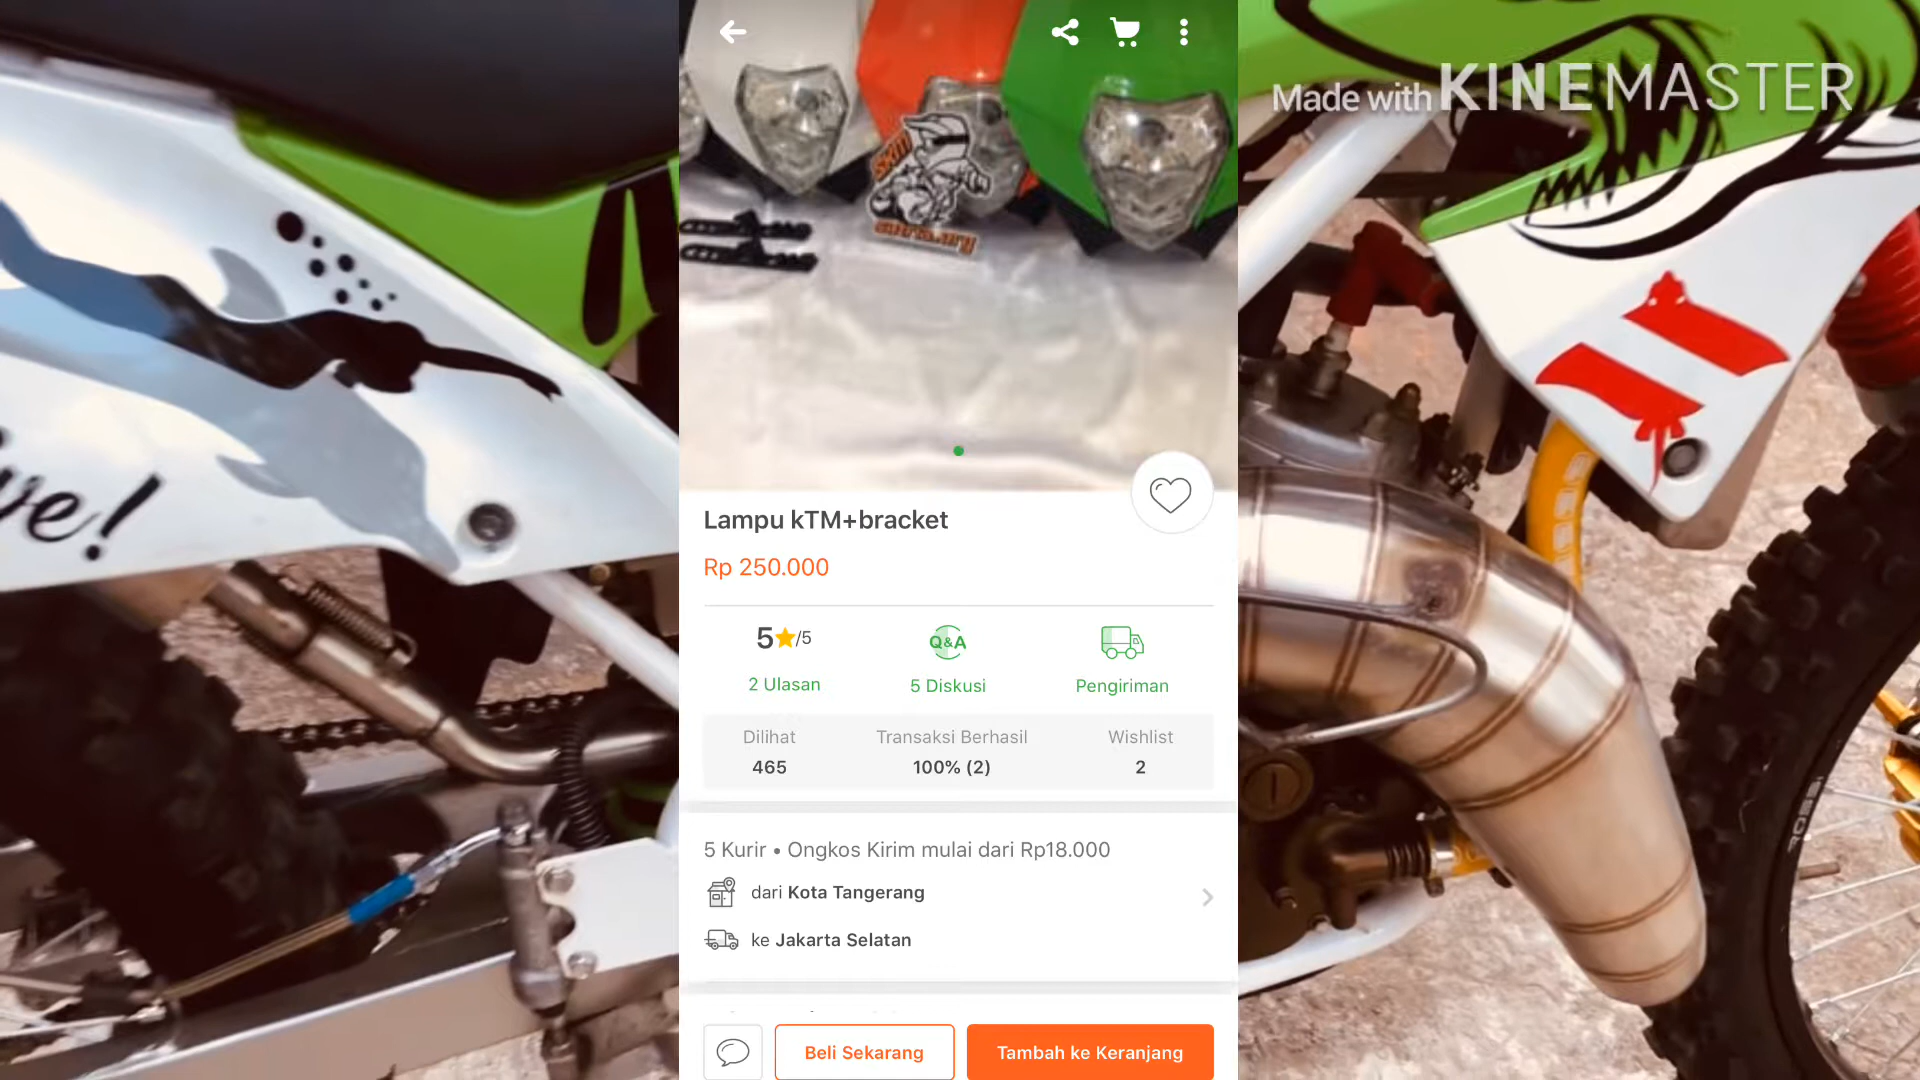 Made with KINEMASTER
SKM
ye!
Lampu kTM+bracket
Rp 250.000
5/5
Q&A
2 Ulasan
5 Diskusi
Pengiriman
Dilihat
Transaksi Berhasil
Wishlist
465
100% (2)
2
5 Kurir • Ongkos Kirim mulai dari Rp18.000
dari Kota Tangerang
ke Jakarta Selatan
Beli Sekarang
Tambah ke Keranjang